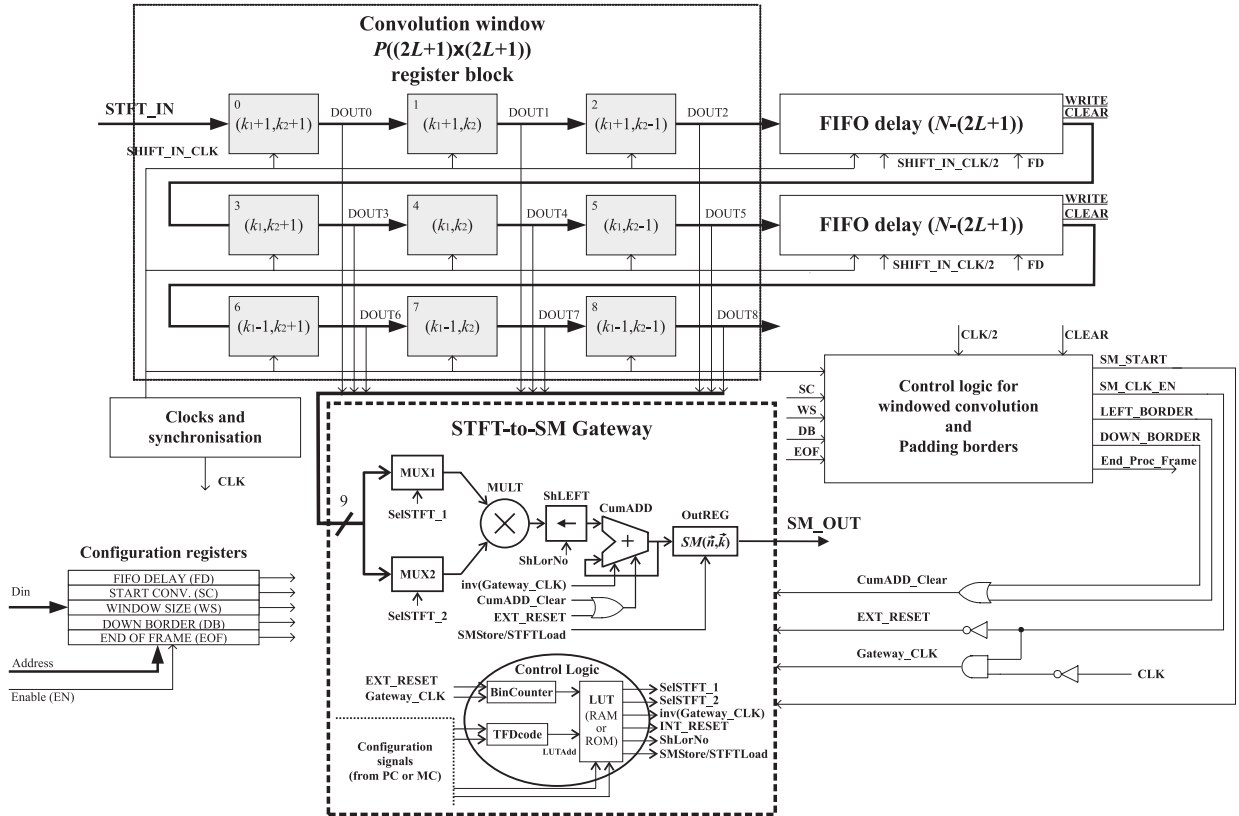 Convolution window
P((2L+1)x(2L+1))
register block
STFT_IN
0
(k1+1,k2+1)
DOUT0
1
(k1+1,k2)
DOUT1
2
(k1+1,k2-1)
DOUT2
FIFO delay (N-(2L+1))
WRITE
CLEAR
SHIFT_IN_CLK
SHIFT_IN_CLK/2
FD
3
(k1,k2+1)
DOUT3
4
(k1,k2)
DOUT4
5
(k1,k2-1)
DOUT5
FIFO delay (N-(2L+1))
WRITE
CLEAR
SHIFT_IN_CLK/2
FD
6
(k1-1,k2+1)
DOUT6
7
(k1-1,k2)
DOUT7
8
(k1-1,k2-1)
DOUT8
CLK/2
CLEAR
Clocks and
synchronisation
CLK
SC
WS
DB
EOF
Control logic for
windowed convolution
and
Padding borders
SM_START
SM_CLK_EN
LEFT_BORDER
DOWN_BORDER
End_Proc_Frame
STFT-to-SM Gateway
9
MUX1
SelSTFT_1
MULT
ShLEFT
ShLorNo
CumADD
+
OutREG
SM(n⃗,k⃗)
SM_OUT
MUX2
SelSTFT_2
inv(Gateway_CLK)
CumADD_Clear
EXT_RESET
SMStore/STFTLoad
Configuration registers
Din
FIFO DELAY (FD)
START CONV. (SC)
WINDOW SIZE (WS)
DOWN BORDER (DB)
END OF FRAME (EOF)
Address
Enable (EN)
CumADD_Clear
EXT_RESET
Gateway_CLK
CLK
Control Logic
EXT_RESET
Gateway_CLK
BinCounter
TFDcode
LUTAdd
LUT
(RAM
or
ROM)
SelSTFT_1
SelSTFT_2
inv(Gateway_CLK)
INT_RESET
ShLorNo
SMStore/STFTLoad
Configuration
signals
(from PC or MC)